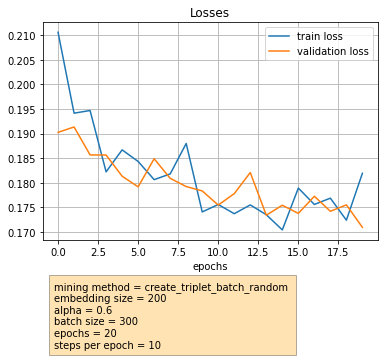 Losses
train loss
validation loss
0.210
0.205
0.200
0.195
0.190
0.185
0.180
0.175
0.170
0.0 2.5 5.0 7.5 10.0 12.5 15.0 17.5
epochs
mining method = create_triplet_batch_random
embedding size = 200
alpha = 0.6
batch size = 300
epochs = 20
steps per epoch = 10